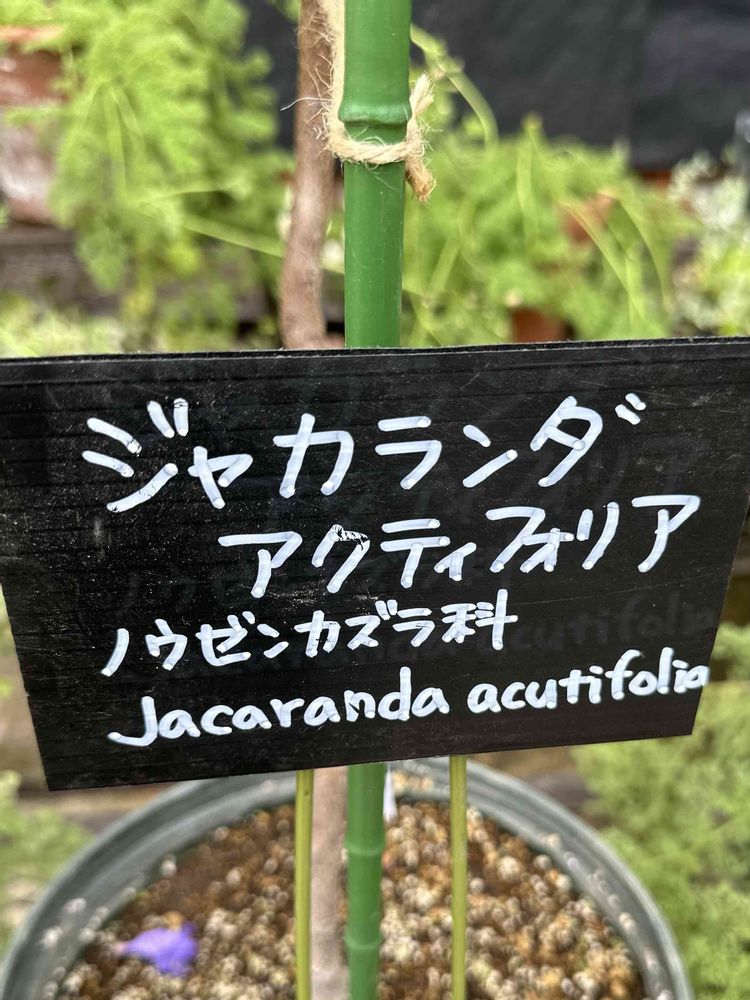 ジャカランダ
アクティフォリア
ノウゼンカズラ科
Jacaranda acutifolia